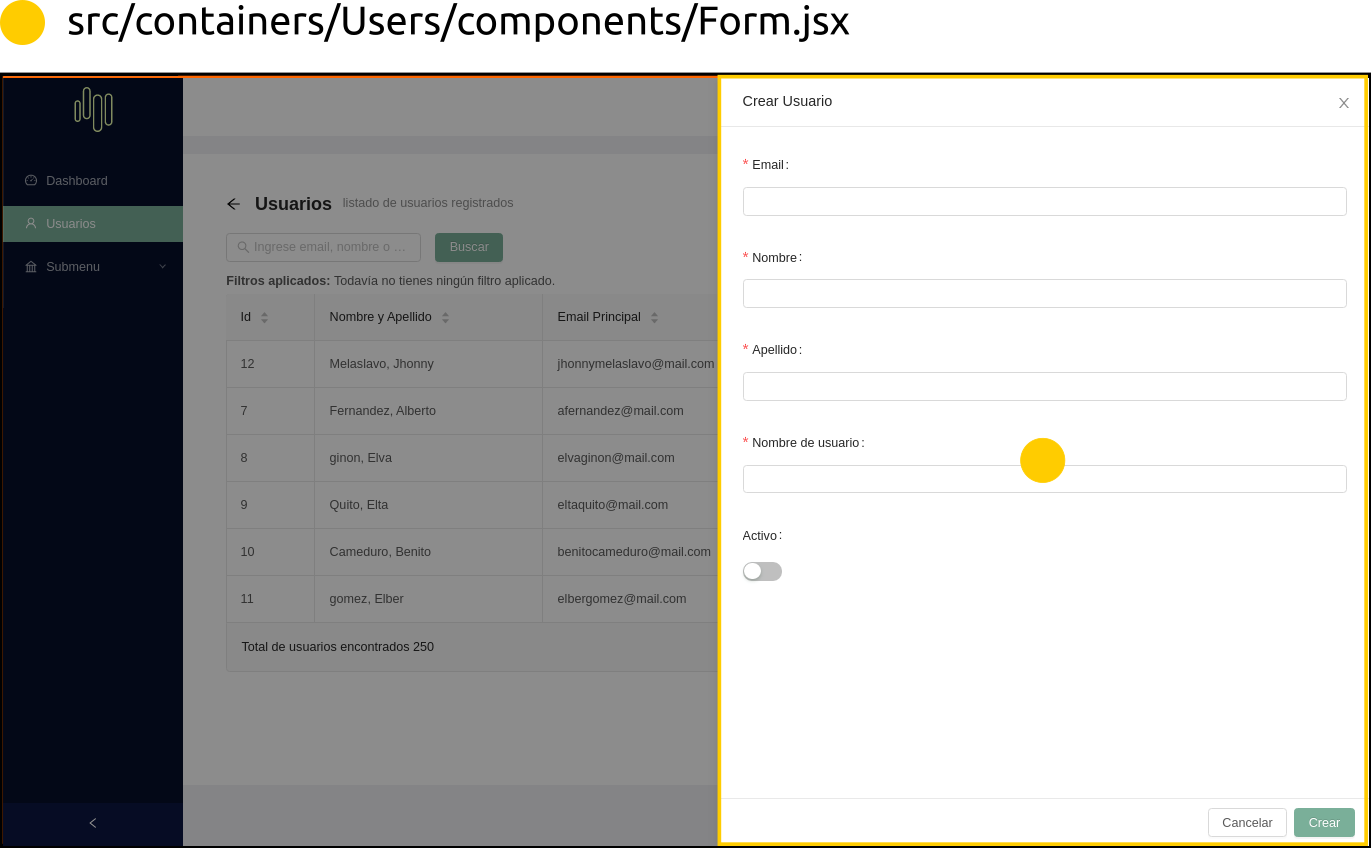 src/containers/Users/components/Form.jsx
Dashboard
Usuarios
Submenu
Usuarios listado de usuarios registrados
Ingrese email, nombre o ... Buscar
Filtros aplicados: Todavía no tienes ningún filtro aplicado.
Id Nombre y Apellido Email Principal
12 Melaslavo, Jhonny jhonnymelaslavo@mail.com
7 Fernandez, Alberto afernandez@mail.com
8 ginon, Elva elvaginon@mail.com
9 Quito, Elta eltaquito@mail.com
10 Cameduro, Benito benitocameduro@mail.com
11 gomez, Elber elbergomez@mail.com
Total de usuarios encontrados 250
Crear Usuario
* Email:
* Nombre:
* Apellido:
* Nombre de usuario:
Activo:
Cancelar Crear